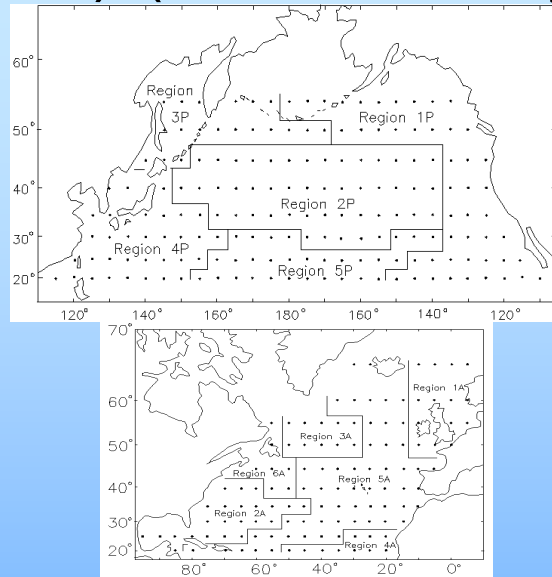 60°
Region
3P
Region 1P
50°
40°
Region 2P
30°
Region 4P
Region 5P
20°
120° 140° 160° 180° 160° 140° 120°
70°
Region 1A
60°
Region 3A
50°
Region 6A
Region 5A
40°
Region 2A
30°
Region 4A
20°
80° 60° 40° 20° 0°